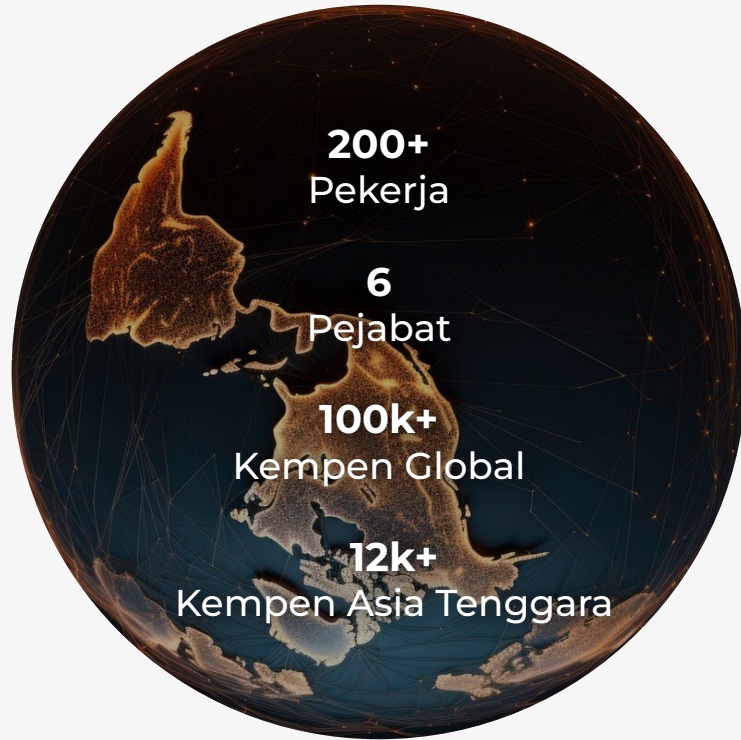 200+
Pekerja
6
Pejabat
100k+
Kempen Global
12k+
Kempen Asia Tenggara